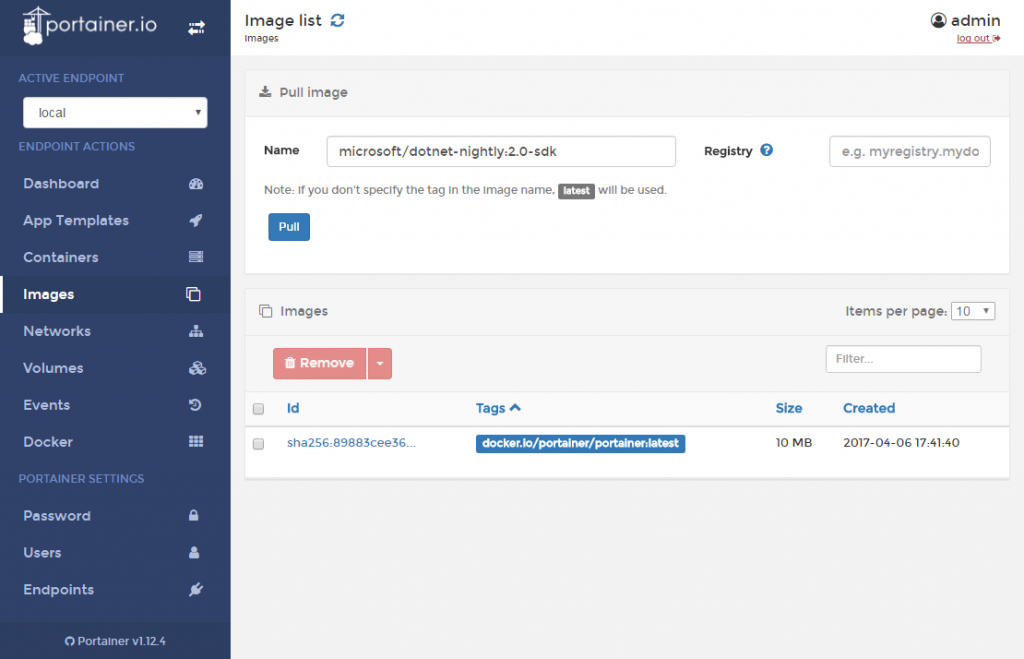 portainer.io
ACTIVE ENDPOINT
local
ENDPOINT ACTIONS
Dashboard
App Templates
Containers
Images
Networks
Volumes
Events
Docker
PORTAINER SETTINGS
Password
Users
Endpoints
Portainer v1.12.4
Image list
Images
admin
log out
Pull image
Name microsoft/dotnet-nightly:2.0-sdk Registry e.g. myregistry.mydo
Note: if you don't specify the tag in the image name, latest will be used.
Pull
Images Items per page: 10
Remove Filter...
Id Tags Size Created
sha256:89883cee36... docker.io/portainer/portainer:latest 10 MB 2017-04-06 17:41:40